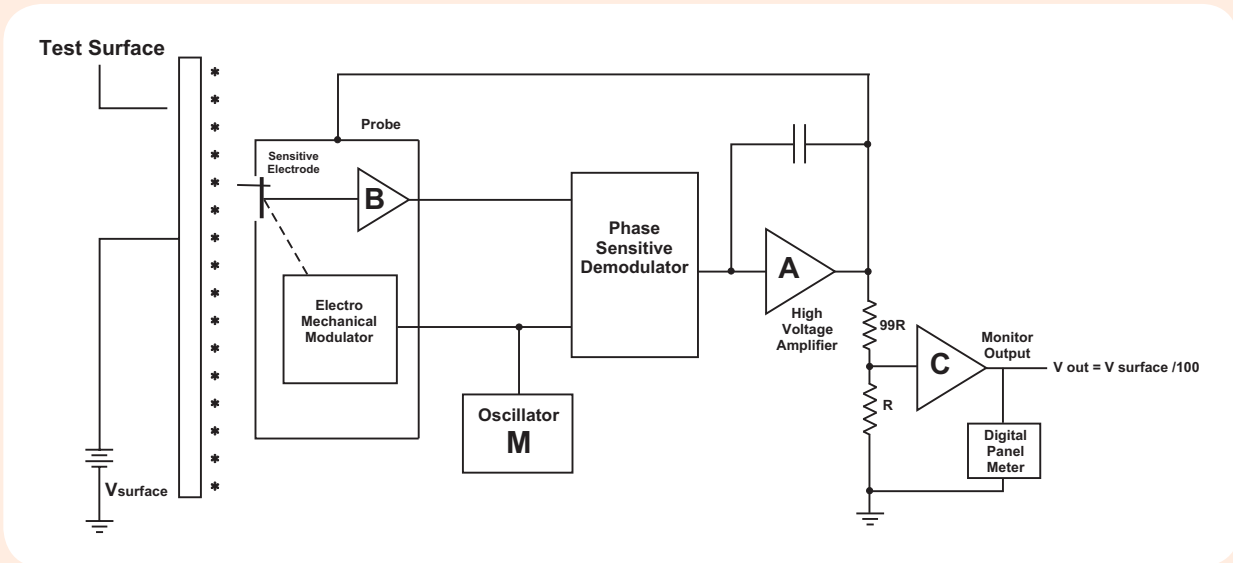 Test Surface
Probe
Sensitive
Electrode
B
Phase
Sensitive
Demodulator
A
High
Voltage
Amplifier
Electro
Mechanical
Modulator
99R
Monitor
Output
C
V out = V surface /100
R
Oscillator
M
Digital
Panel
Meter
Vsurface